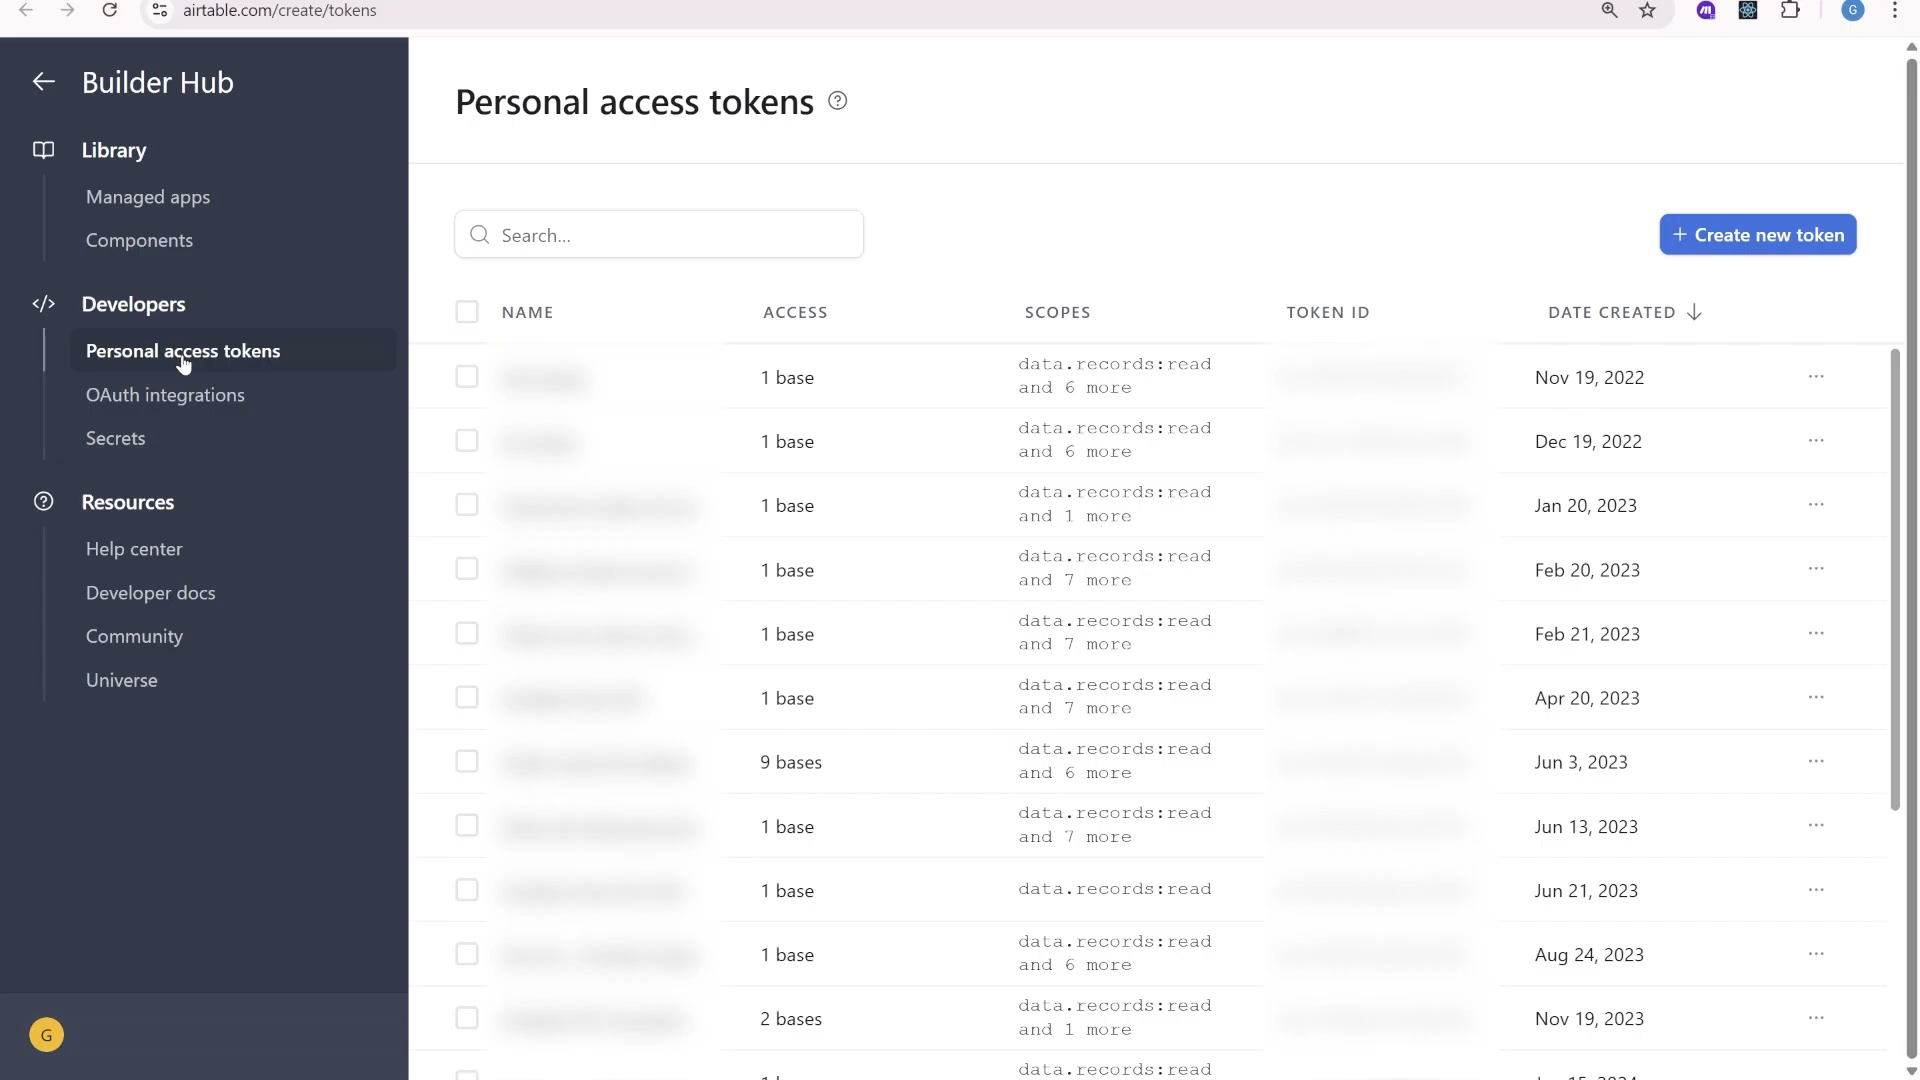 airtable.com/create/tokens
G
Builder Hub
Library
Managed apps
Components
Developers
Personal access tokens
OAuth integrations
Secrets
Resources
Help center
Developer docs
Community
Universe
G
Personal access tokens
Search...
+ Create new token
NAME ACCESS SCOPES TOKEN ID DATE CREATED
1 base data.records:read Nov 19, 2022
and 6 more
1 base data.records:read Dec 19, 2022
and 6 more
1 base data.records:read Jan 20, 2023
and 1 more
1 base data.records:read Feb 20, 2023
and 7 more
1 base data.records:read Feb 21, 2023
and 7 more
1 base data.records:read Apr 20, 2023
and 7 more
9 bases data.records:read Jun 3, 2023
and 6 more
1 base data.records:read Jun 13, 2023
and 7 more
1 base data.records:read Jun 21, 2023
1 base data.records:read Aug 24, 2023
and 6 more
2 bases data.records:read Nov 19, 2023
and 1 more
data.records:read